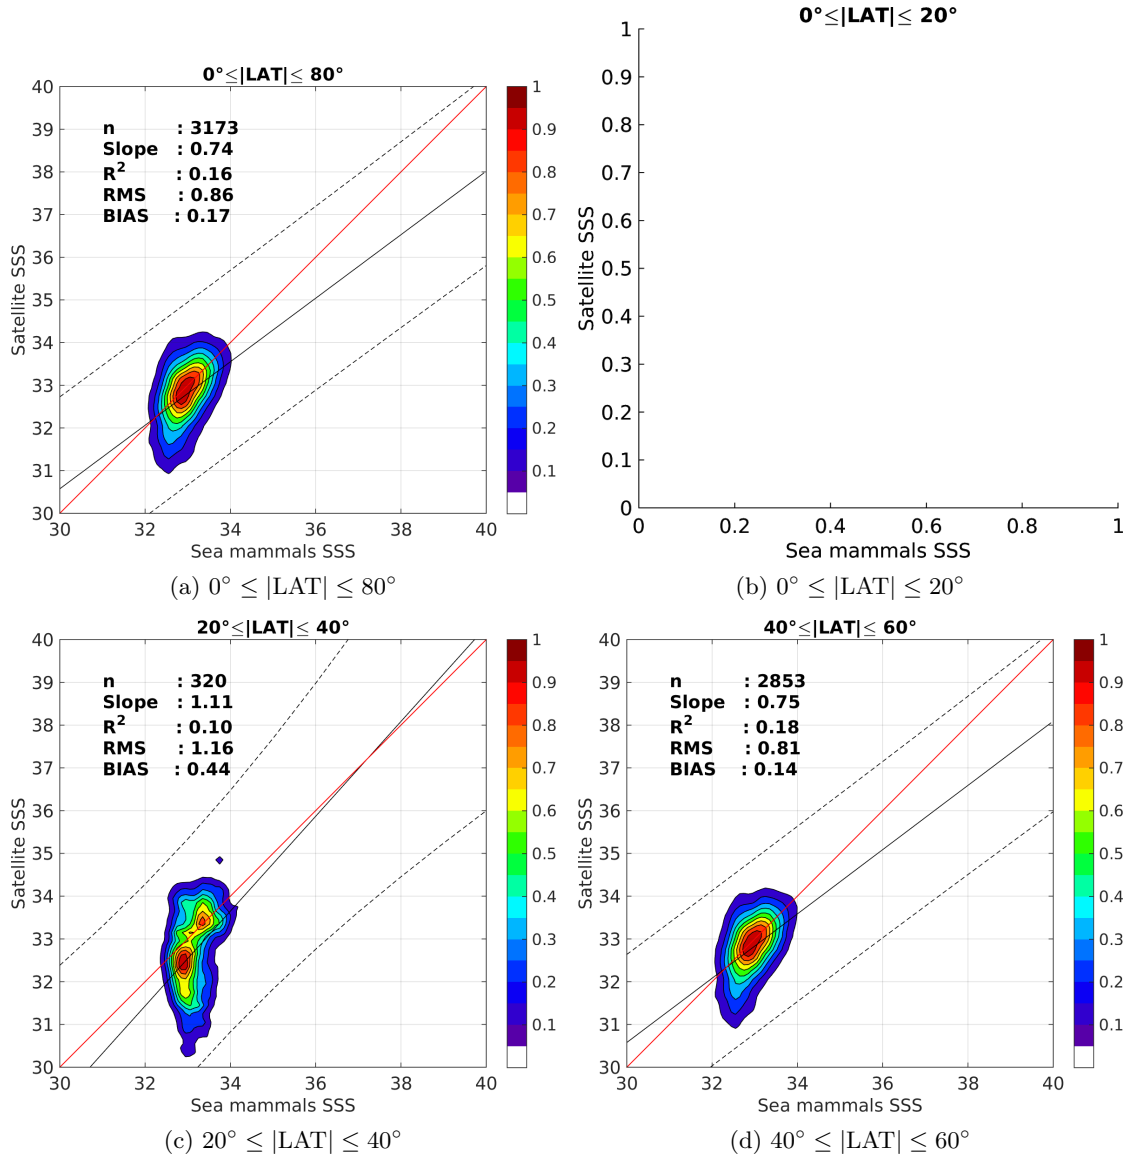 0°≤|LAT|≤ 80°
40
39
38
37
36
35
34
33
32
31
30
30 32 34 36 38 40
Satellite SSS
Sea mammals SSS
n : 3173
Slope : 0.74
R² : 0.16
RMS : 0.86
BIAS : 0.17
1
0.9
0.8
0.7
0.6
0.5
0.4
0.3
0.2
0.1
(a) 0° ≤ |LAT| ≤ 80°
0°≤|LAT|≤ 20°
1
0.9
0.8
0.7
0.6
0.5
0.4
0.3
0.2
0.1
0
0 0.2 0.4 0.6 0.8 1
Satellite SSS
Sea mammals SSS
(b) 0° ≤ |LAT| ≤ 20°
20°≤|LAT|≤ 40°
40
39
38
37
36
35
34
33
32
31
30
30 32 34 36 38 40
Satellite SSS
Sea mammals SSS
n : 320
Slope : 1.11
R² : 0.10
RMS : 1.16
BIAS : 0.44
1
0.9
0.8
0.7
0.6
0.5
0.4
0.3
0.2
0.1
(c) 20° ≤ |LAT| ≤ 40°
40°≤|LAT|≤ 60°
40
39
38
37
36
35
34
33
32
31
30
30 32 34 36 38 40
Satellite SSS
Sea mammals SSS
n : 2853
Slope : 0.75
R² : 0.18
RMS : 0.81
BIAS : 0.14
1
0.9
0.8
0.7
0.6
0.5
0.4
0.3
0.2
0.1
(d) 40° ≤ |LAT| ≤ 60°